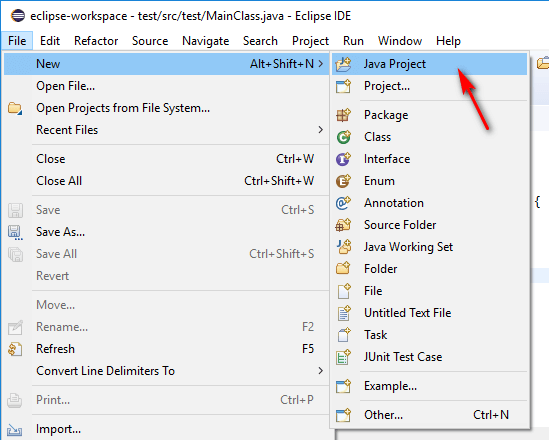 eclipse-workspace - test/src/test/MainClass.java - Eclipse IDE
File Edit Refactor Source Navigate Search Project Run Window Help
New Alt+Shift+N >
Open File...
Open Projects from File System...
Recent Files >
Close Ctrl+W
Close All Ctrl+Shift+W
Save Ctrl+S
Save As...
Save All Ctrl+Shift+S
Revert
Move...
Rename... F2
Refresh F5
Convert Line Delimiters To >
Print... Ctrl+P
Import...
Java Project
Project...
Package
Class
Interface
Enum
Annotation
Source Folder
Java Working Set
Folder
File
Untitled Text File
Task
JUnit Test Case
Example...
Other... Ctrl+N
{